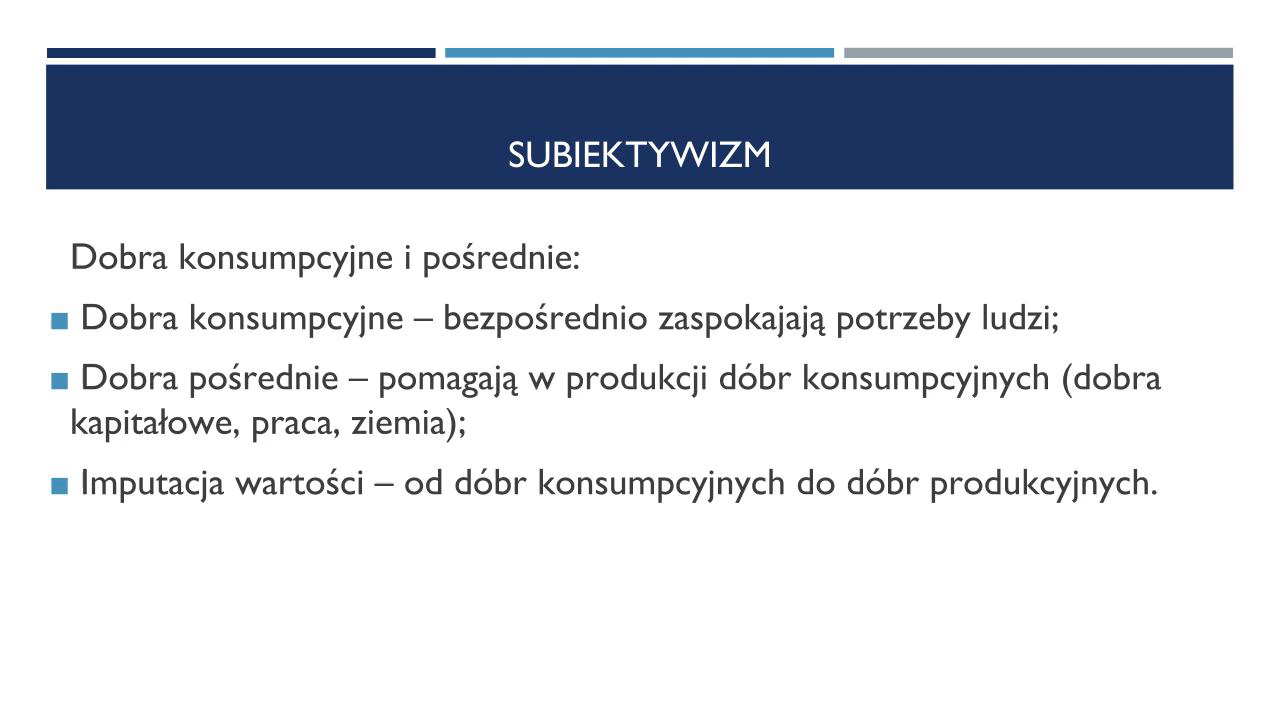 SUBIEKTYWIZM
Dobra konsumpcyjne i pośrednie:
▪ Dobra konsumpcyjne – bezpośrednio zaspokajają potrzeby ludzi;
▪ Dobra pośrednie – pomagają w produkcji dóbr konsumpcyjnych (dobra
kapitałowe, praca, ziemia);
▪ Imputacja wartości – od dóbr konsumpcyjnych do dóbr produkcyjnych.